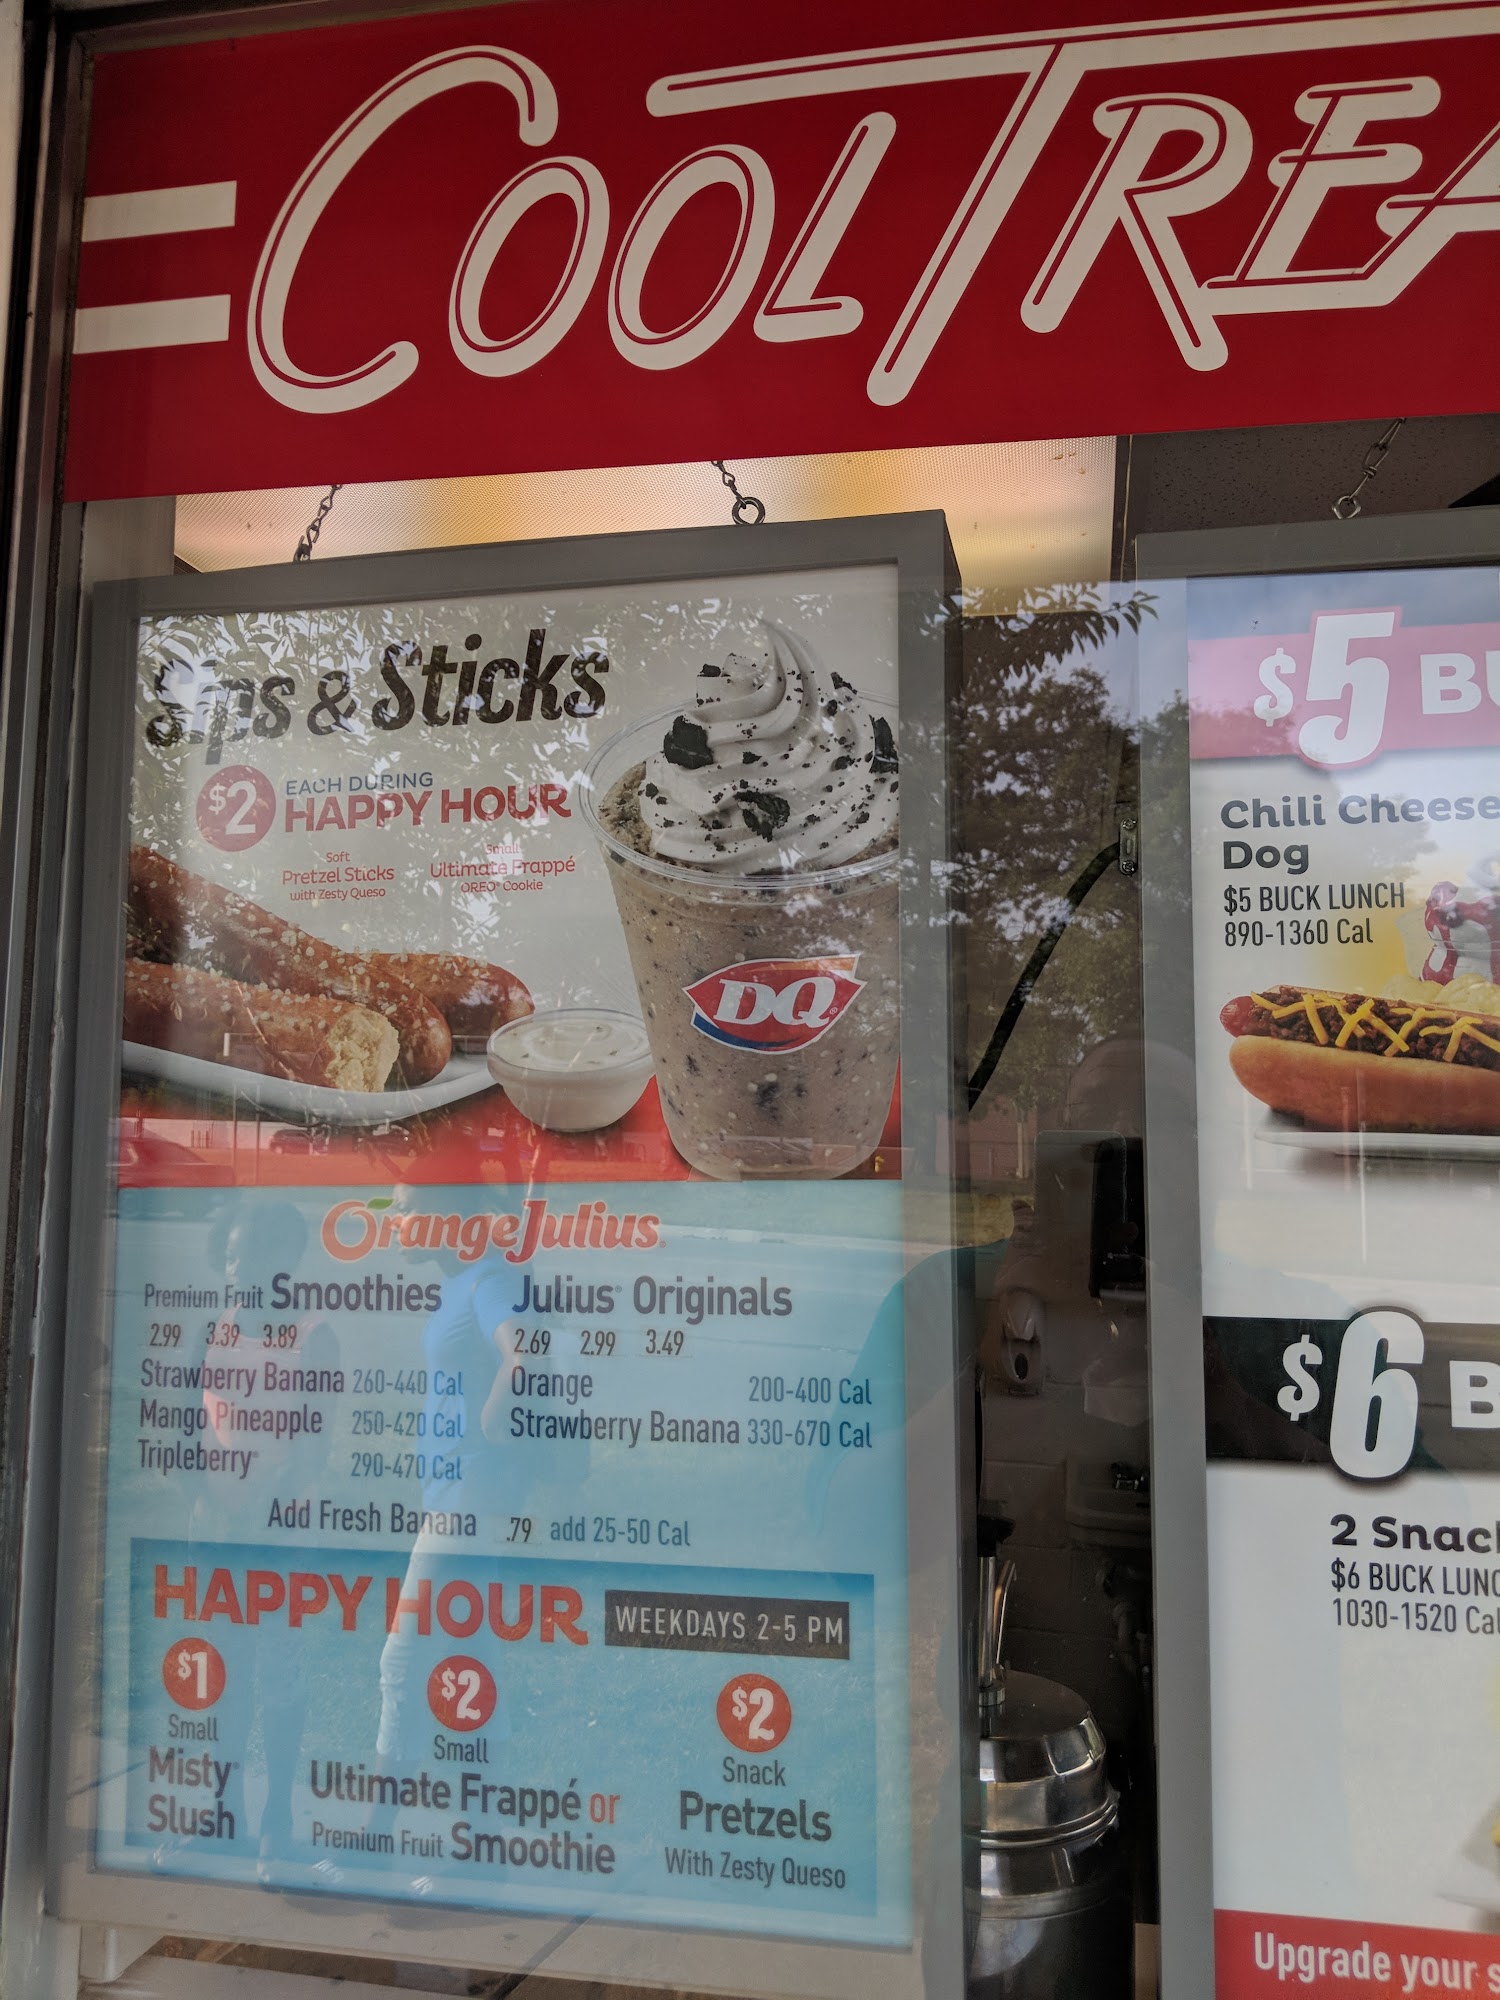 COOL TREA
Sips & Sticks
$2 EACH DURING
HAPPY HOUR
Soft
Pretzel Sticks
with Zesty Queso
Small
Ultimate Frappé
OREO® Cookie
DQ®
Orange Julius®
Premium Fruit Smoothies
2.99 3.39 3.89
Strawberry Banana 260-440 Cal
Mango Pineapple 250-420 Cal
Tripleberry® 290-470 Cal
Julius® Originals
2.69 2.99 3.49
Orange 200-400 Cal
Strawberry Banana 330-670 Cal
Add Fresh Banana .79 add 25-50 Cal
HAPPY HOUR WEEKDAYS 2-5 PM
$1
Small
Misty®
Slush
$2
Small
Ultimate Frappé or
Premium Fruit Smoothie
$2
Snack
Pretzels
With Zesty Queso
$5 BU
Chili Cheese
Dog
$5 BUCK LUNCH
890-1360 Cal
$6 B
2 Snac
$6 BUCK LUNC
1030-1520 Cal
Upgrade your s